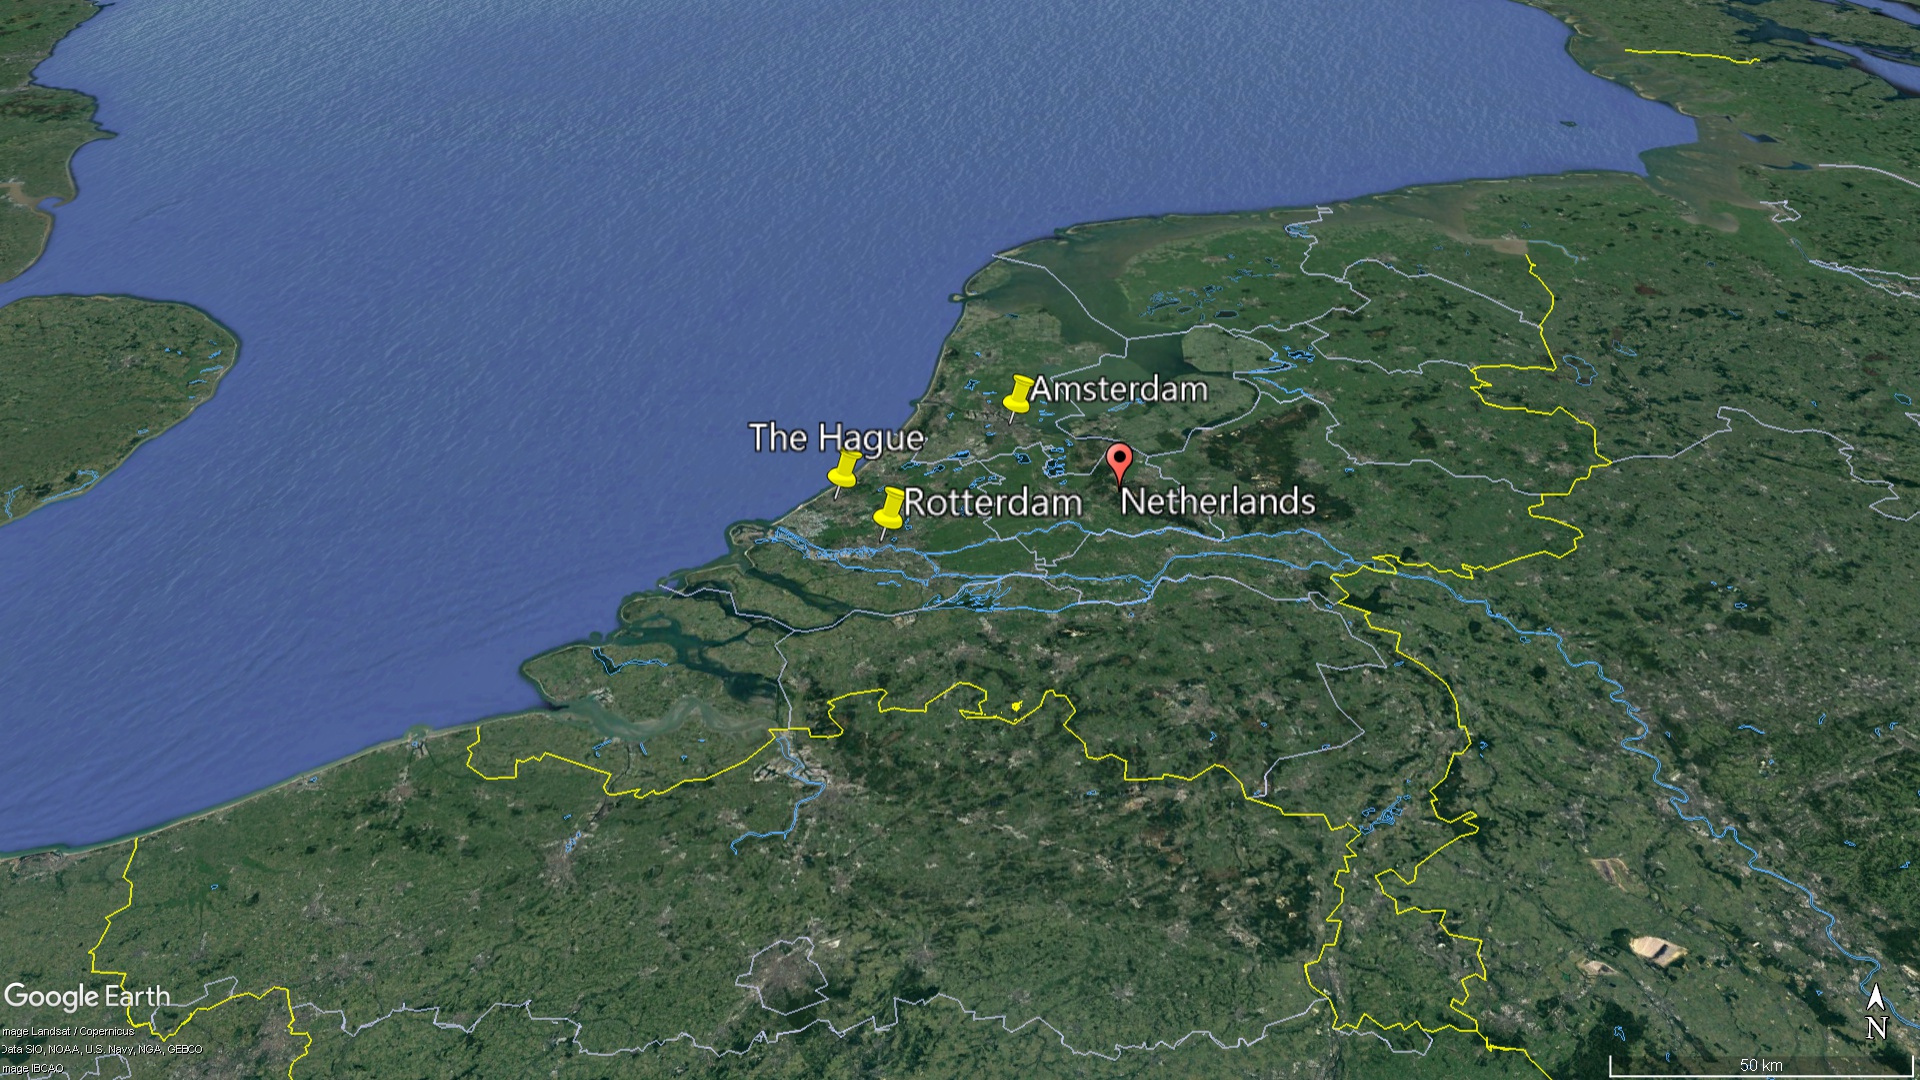 Amsterdam
The Hague
Rotterdam
Netherlands
Google Earth
mage Landsat / Copernicus
Data SIO, NOAA, U.S. Navy, NGA, GEBCO
mage IBCAO
N
50 km